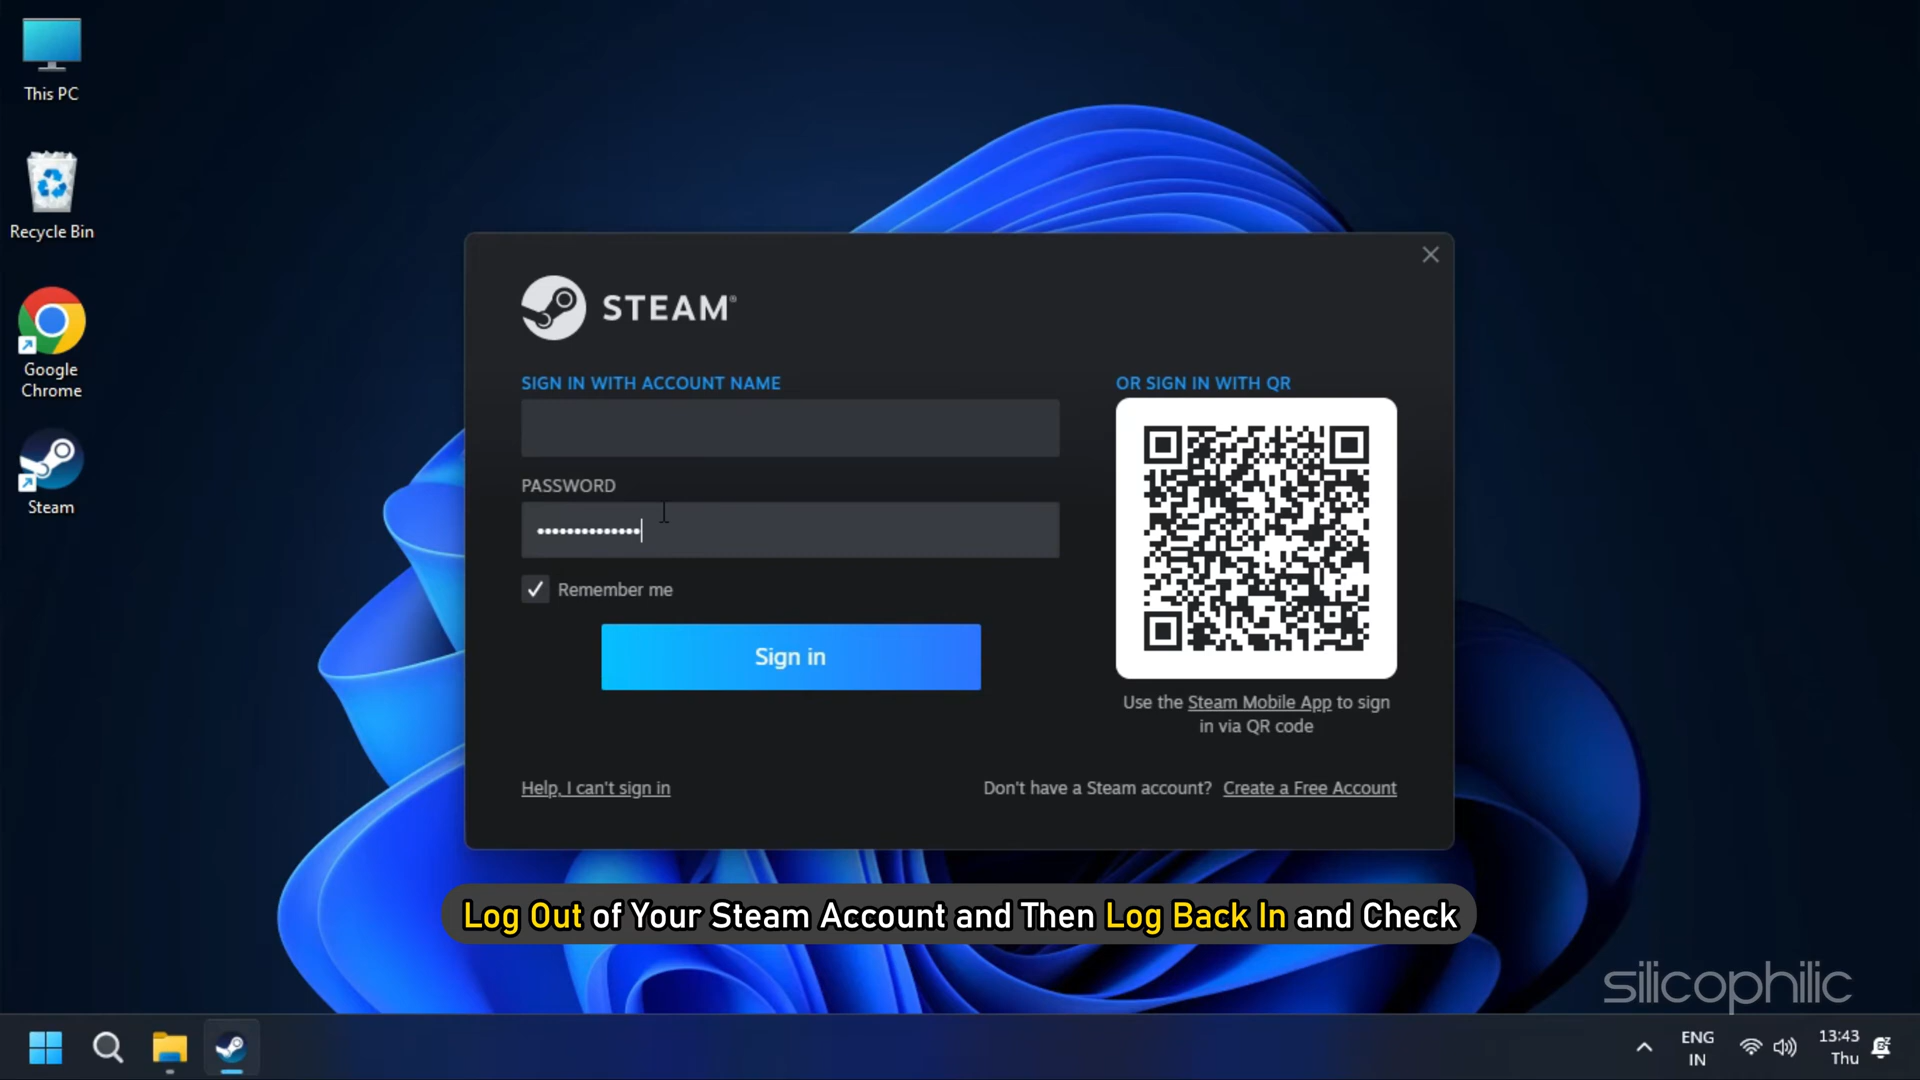 This PC
Recycle Bin
Google
Chrome
Steam
STEAM®
SIGN IN WITH ACCOUNT NAME
PASSWORD
••••••••••••••
Remember me
Sign in
OR SIGN IN WITH QR
Use the Steam Mobile App to sign
in via QR code
Help, I can't sign in
Don't have a Steam account? Create a Free Account
Log Out of Your Steam Account and Then Log Back In and Check
silicophilic
ENG
IN
13:43
Thu